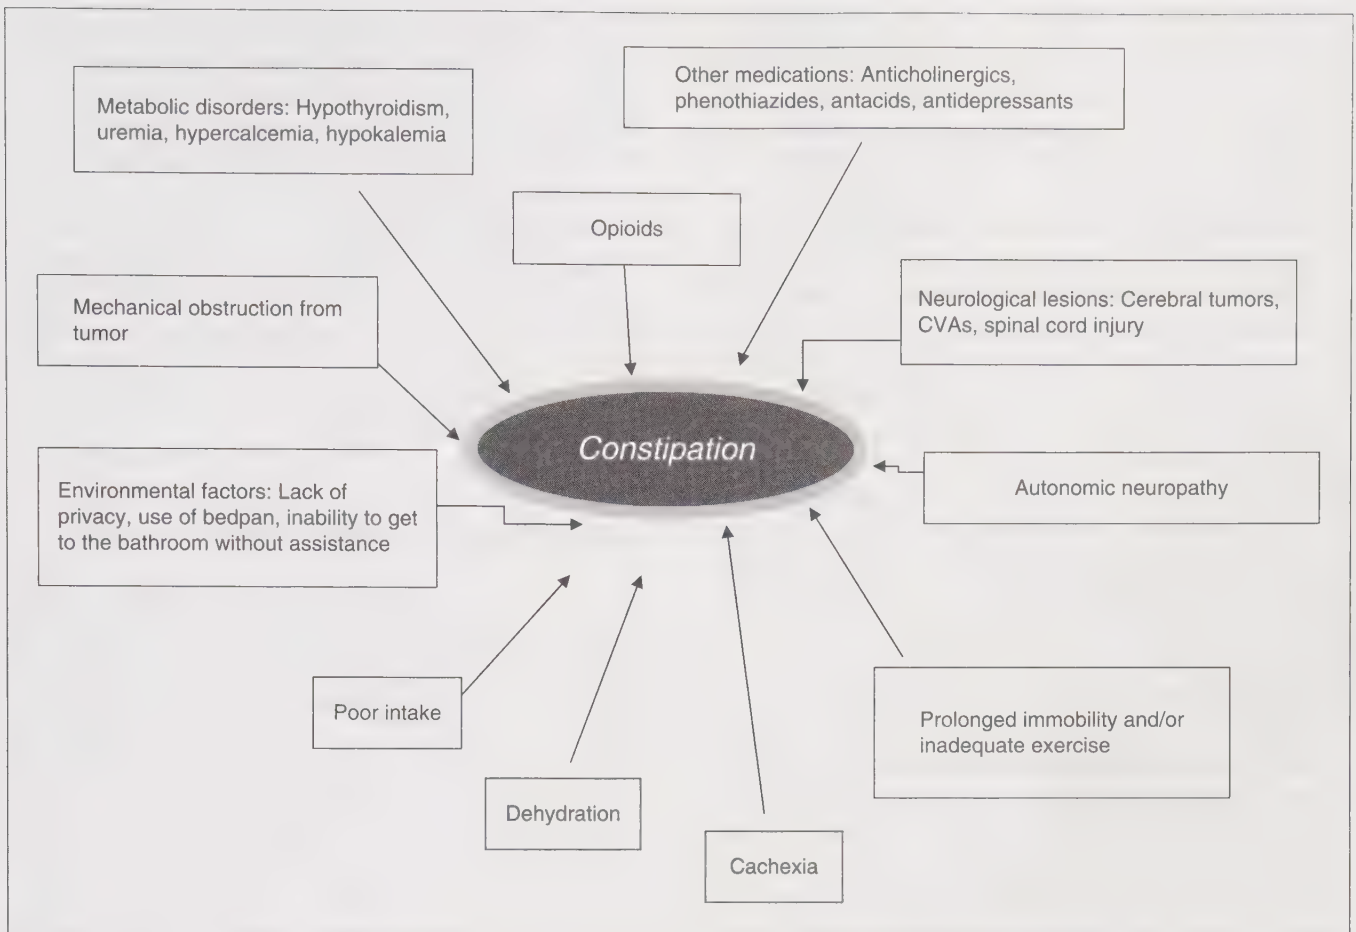 Metabolic disorders: Hypothyroidism,
uremia, hypercalcemia, hypokalemia
Other medications: Anticholinergics,
phenothiazides, antacids, antidepressants
Opioids
Mechanical obstruction from
tumor
Neurological lesions: Cerebral tumors,
CVAs, spinal cord injury
Constipation
Environmental factors: Lack of
privacy, use of bedpan, inability to get
to the bathroom without assistance
Autonomic neuropathy
Poor intake
Prolonged immobility and/or
inadequate exercise
Dehydration
Cachexia